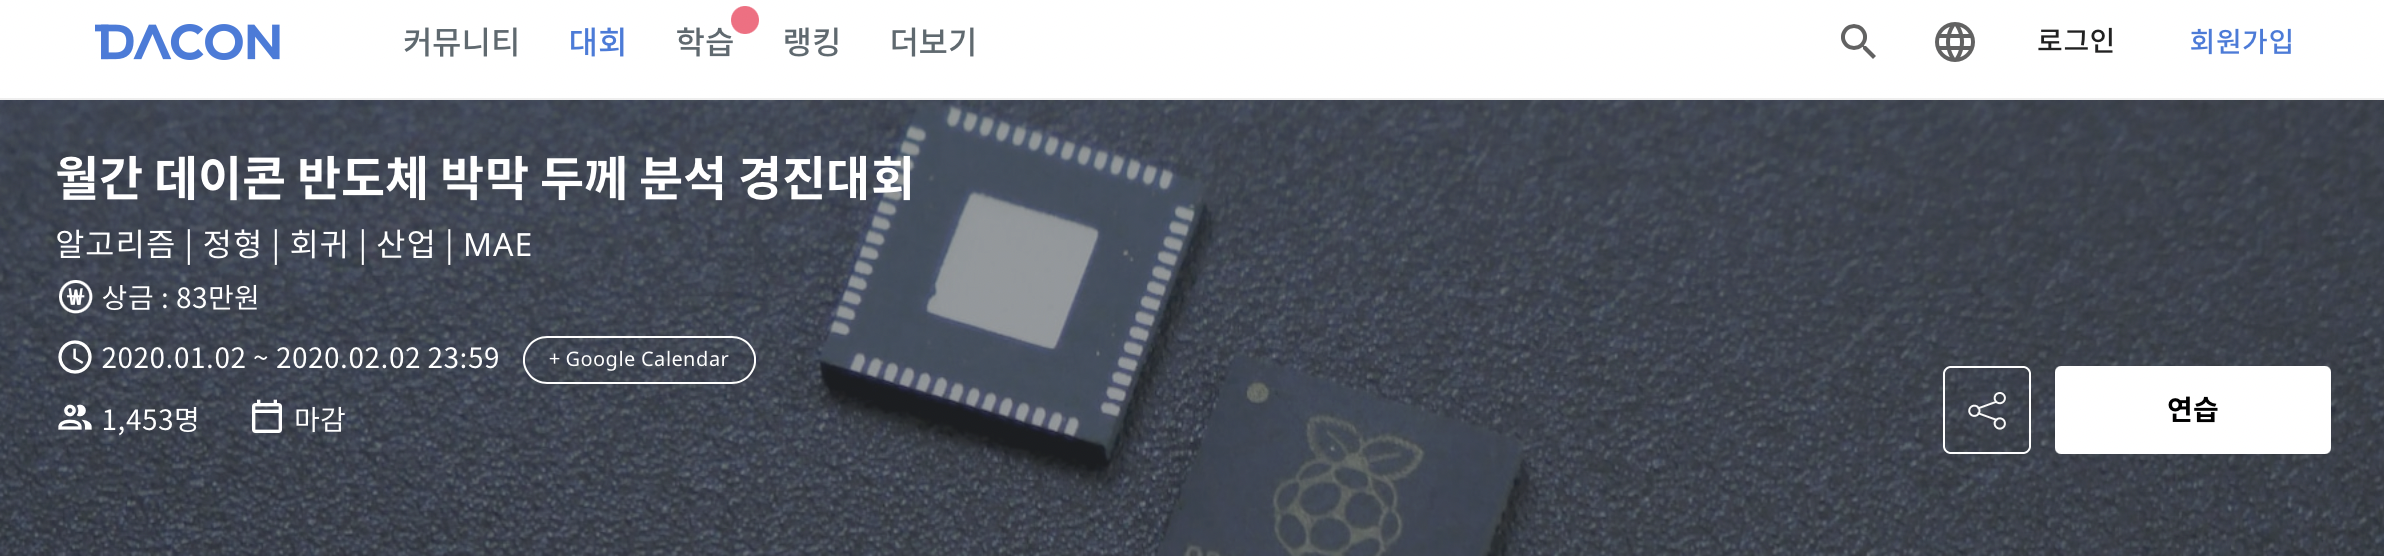 DACON 커뮤니티 대회 학습 랭킹 더보기 로그인 회원가입
월간 데이콘 반도체 박막 두께 분석 경진대회
알고리즘 | 정형 | 회귀 | 산업 | MAE
상금 : 83만원
2020.01.02 ~ 2020.02.02 23:59 + Google Calendar
1,453명 마감
연습